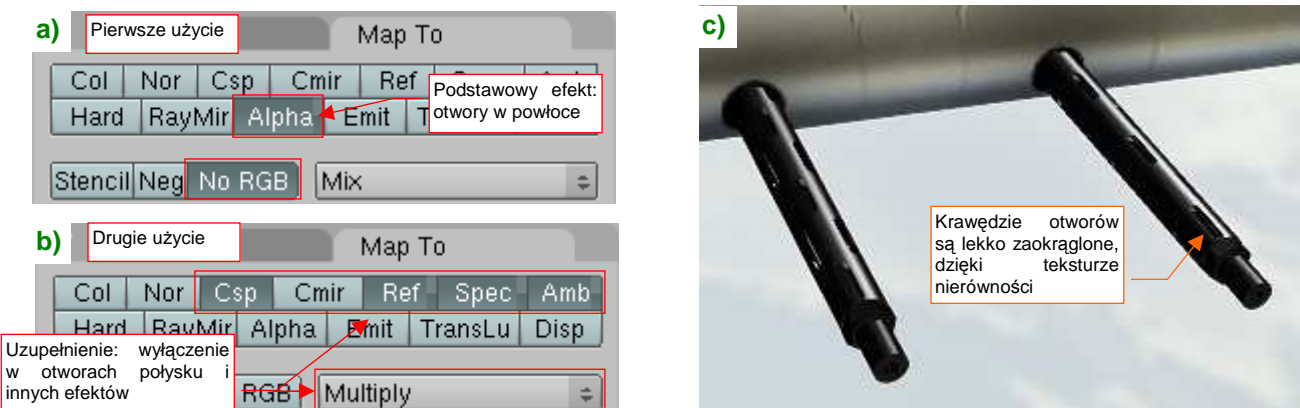 a)
Pierwsze użycie
Map To
Col Nor Csp Cmir Ref
Hard RayMir Alpha Emit
Podstawowy efekt:
otwory w powłoce
Stencil Neg No RGB Mix
b)
Drugie użycie
Map To
Col Nor Csp Cmir Ref Spec Amb
Hard RayMir Alpha Emit TransLu Disp
Uzupełnienie: wyłączenie
w otworach połysku i
innych efektów
RGB Multiply
c)
Krawędzie otworów
są lekko zaokrąglone,
dzięki teksturze
nierówności